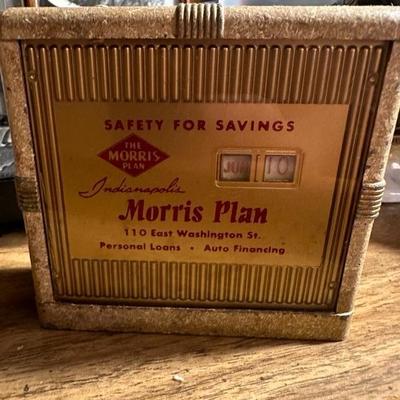 SAFETY FOR SAVINGS
THE
MORRIS
PLAN
JUN 10
Indianapolis
Morris Plan
110 East Washington St.
Personal Loans • Auto Financing